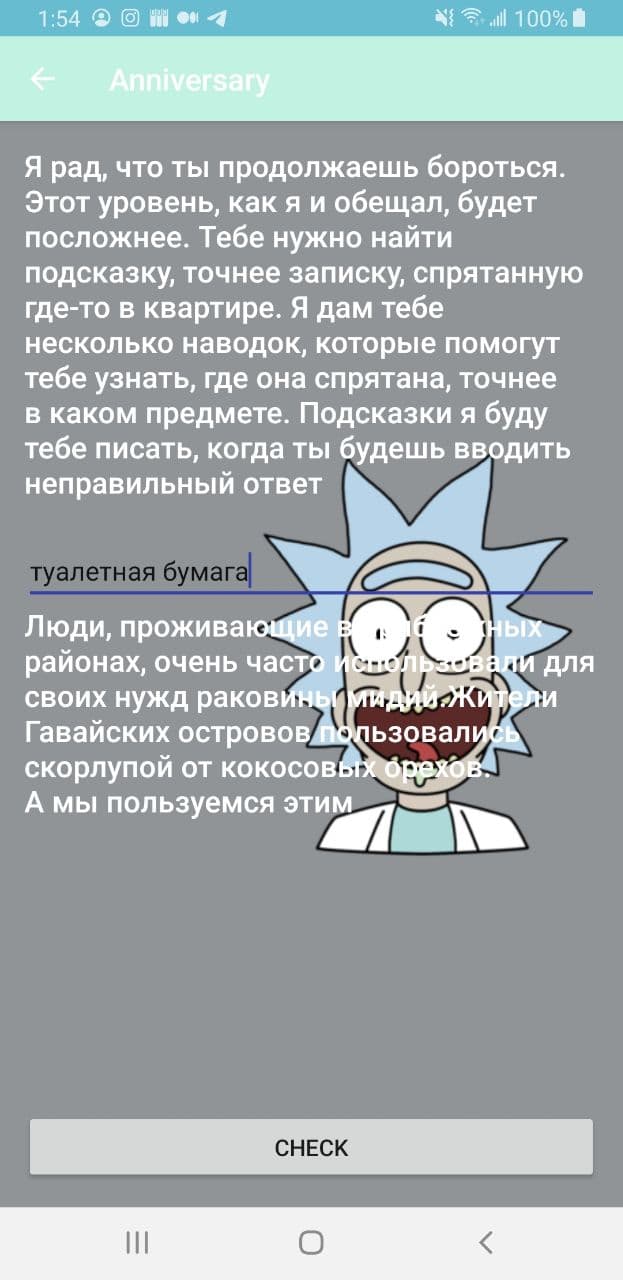 1:54
100%
Anniversary
Я рад, что ты продолжаешь бороться.
Этот уровень, как я и обещал, будет
посложнее. Тебе нужно найти
подсказку, точнее записку, спрятанную
где-то в квартире. Я дам тебе
несколько наводок, которые помогут
тебе узнать, где она спрятана, точнее
в каком предмете. Подсказки я буду
тебе писать, когда ты будешь вводить
неправильный ответ
туалетная бумага
Люди, проживающие в прибрежных
районах, очень часто использовали для
своих нужд раковины мидий.Жители
Гавайских островов пользовались
скорлупой от кокосовых орехов.
А мы пользуемся этим
CHECK